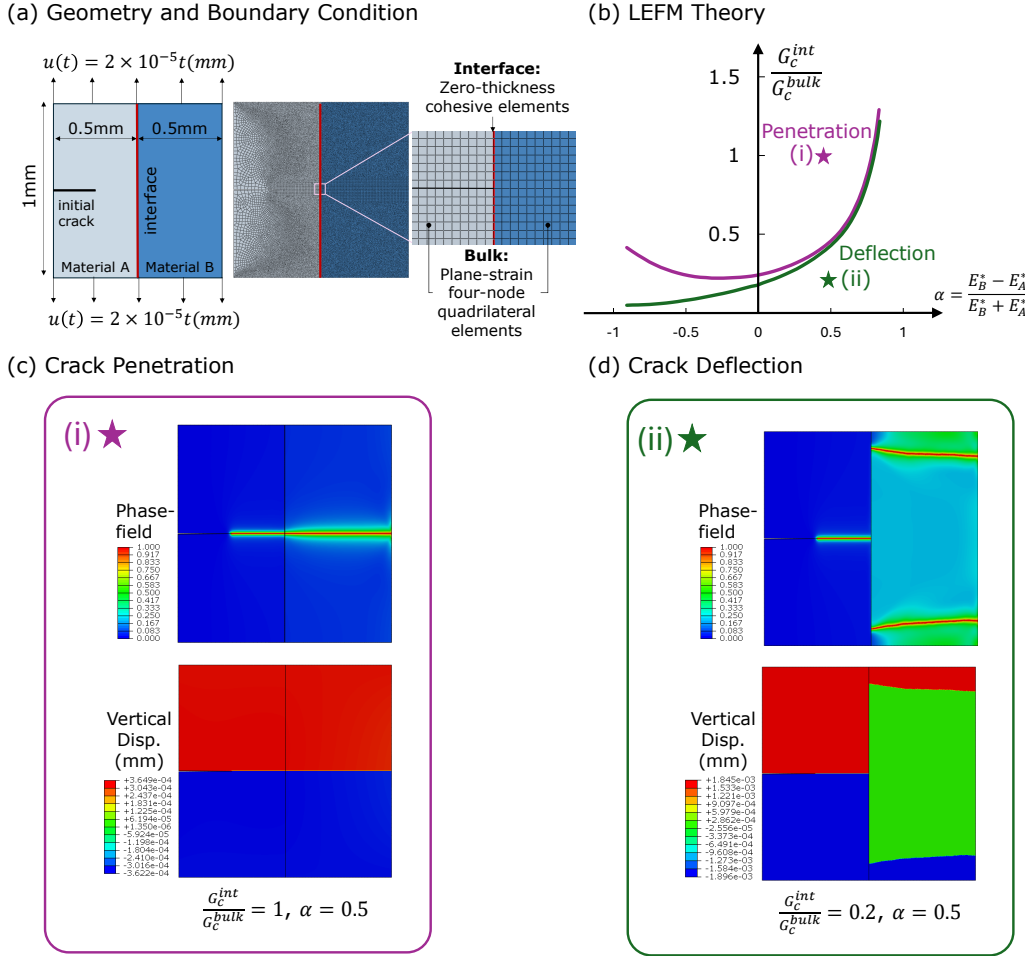 (a) Geometry and Boundary Condition
u(t) = 2 × 10⁻⁵t(mm)
0.5mm
0.5mm
1mm
initial
crack
interface
Material A
Material B
u(t) = 2 × 10⁻⁵t(mm)
Interface:
Zero-thickness
cohesive elements
Bulk:
Plane-strain
four-node
quadrilateral
elements
(b) LEFM Theory
G_c^{int}
G_c^{bulk}
1.5
1
0.5
Penetration
(i)
Deflection
(ii)
-1
-0.5
0
0.5
1
α = (E_B^* − E_A^*) / (E_B^* + E_A^*)
(c) Crack Penetration
(i)
Phase-
field
1.000
0.917
0.833
0.750
0.667
0.583
0.500
0.417
0.333
0.250
0.167
0.083
0.000
Vertical
Disp.
(mm)
+3.649e-04
+3.043e-04
+2.437e-04
+1.831e-04
+1.225e-04
+6.194e-05
+1.350e-06
-5.924e-05
-1.198e-04
-1.804e-04
-2.410e-04
-3.016e-04
-3.622e-04
G_c^{int}/G_c^{bulk} = 1, α = 0.5
(d) Crack Deflection
(ii)
Phase-
field
1.000
0.917
0.833
0.750
0.667
0.583
0.500
0.417
0.333
0.250
0.167
0.083
0.000
Vertical
Disp.
(mm)
+1.845e-03
+1.533e-03
+1.221e-03
+9.097e-04
+5.979e-04
+2.862e-04
-2.556e-05
-3.373e-04
-6.491e-04
-9.608e-04
-1.273e-03
-1.584e-03
-1.896e-03
G_c^{int}/G_c^{bulk} = 0.2, α = 0.5